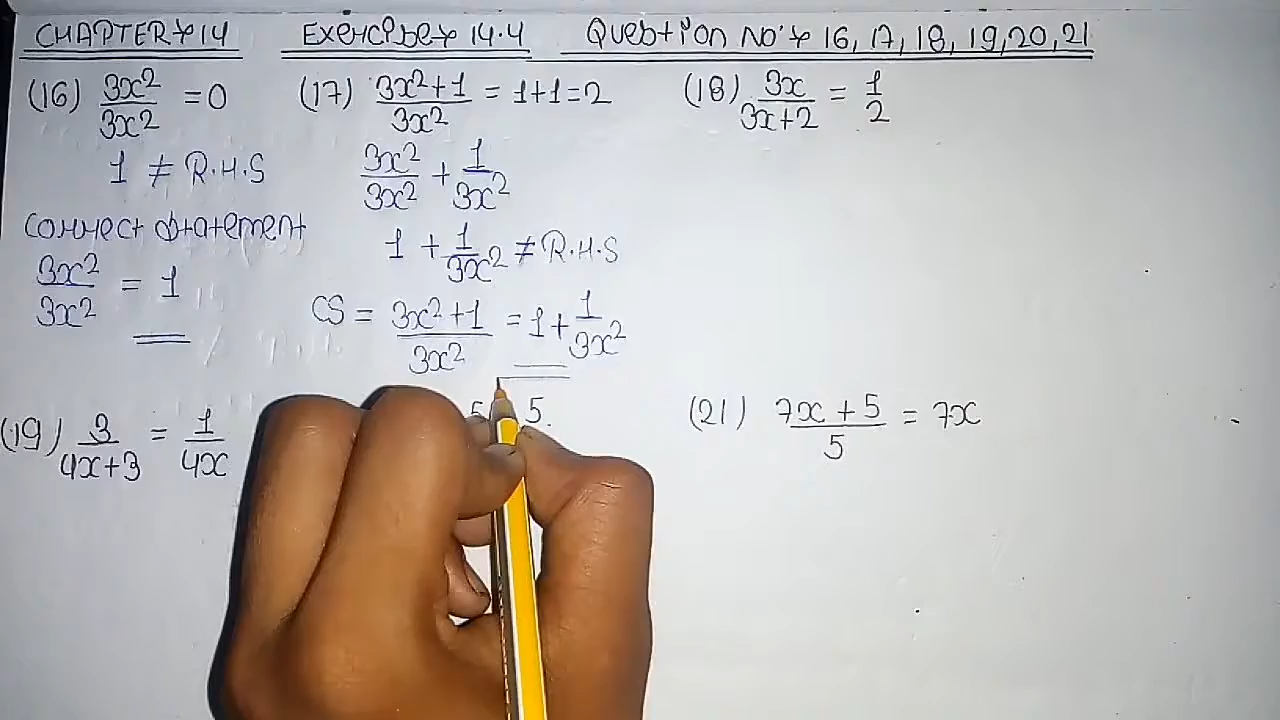 CHAPTER → 14 Exercise → 14.4 Question No's → 16, 17, 18, 19, 20, 21
(16) 3x²/3x² = 0
1 ≠ R.H.S
Correct statement
3x²/3x² = 1
(17) 3x²+1/3x² = 1+1=2
3x²/3x² + 1/3x²
1 + 1/3x² ≠ R.H.S
CS = 3x²+1/3x² = 1+1/3x²
(18) 3x/3x+2 = 1/2
(19) 3/4x+3 = 1/4x
5 5.
(21) 7x+5/5 = 7x